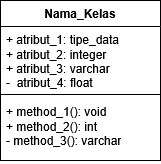 Nama_Kelas
+ atribut_1: tipe_data
+ atribut_2: integer
+ atribut_3: varchar
- atribut_4: float
+ method_1(): void
+ method_2(): int
- method_3(): varchar